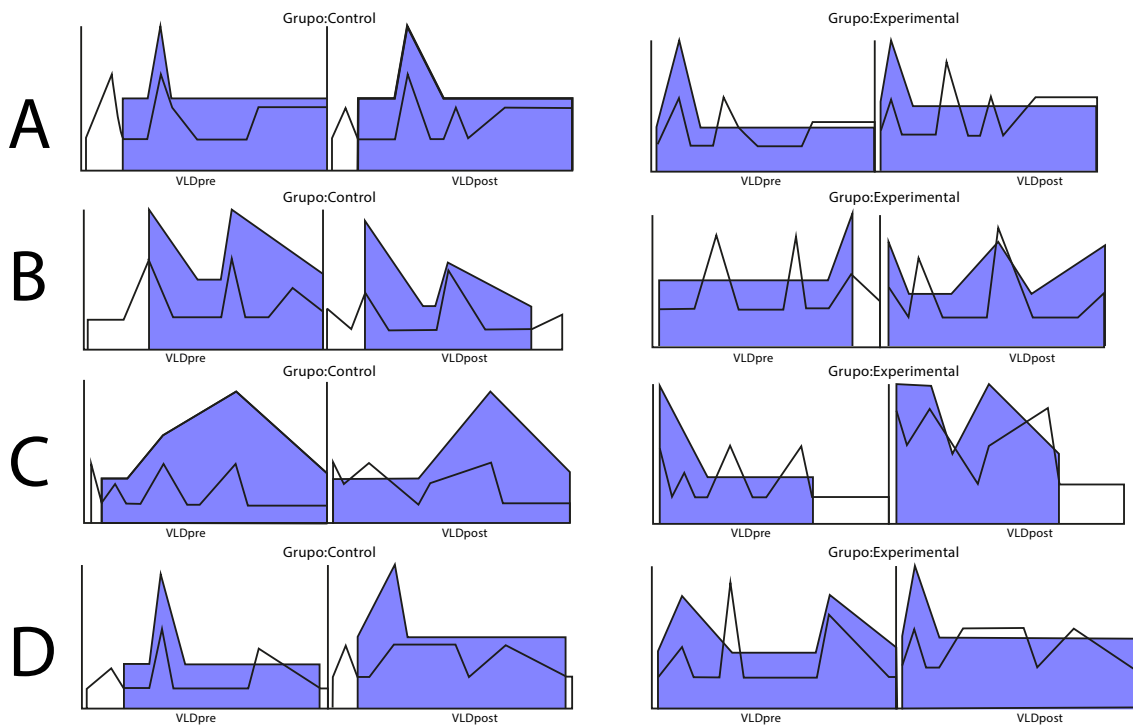 Grupo:Control
Grupo:Experimental
A
VLDpre
VLDpost
VLDpre
VLDpost
Grupo:Control
Grupo:Experimental
B
VLDpre
VLDpost
VLDpre
VLDpost
Grupo:Control
Grupo:Experimental
C
VLDpre
VLDpost
VLDpre
VLDpost
Grupo:Control
Grupo:Experimental
D
VLDpre
VLDpost
VLDpre
VLDpost